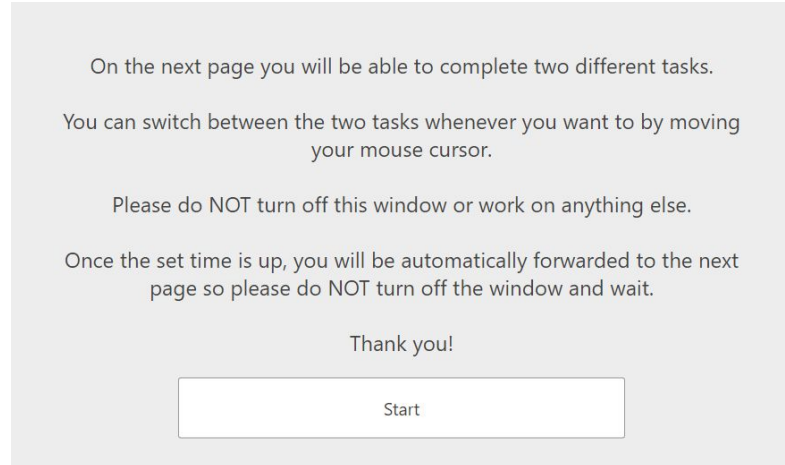 On the next page you will be able to complete two different tasks.
You can switch between the two tasks whenever you want to by moving
your mouse cursor.
Please do NOT turn off this window or work on anything else.
Once the set time is up, you will be automatically forwarded to the next
page so please do NOT turn off the window and wait.
Thank you!
Start